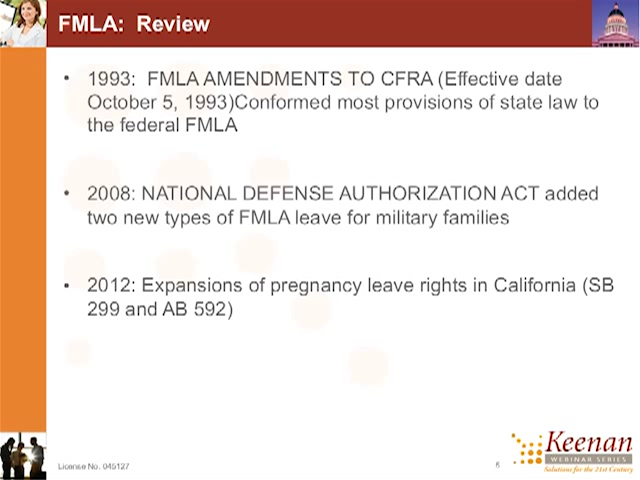 FMLA:  Review
• 1993:  FMLA AMENDMENTS TO CFRA (Effective date
October 5, 1993)Conformed most provisions of state law to
the federal FMLA
• 2008: NATIONAL DEFENSE AUTHORIZATION ACT added
two new types of FMLA leave for military families
• 2012: Expansions of pregnancy leave rights in California (SB
299 and AB 592)
Keenan
WEBINAR SERIES
Solutions for the 21st Century
License No. 045127